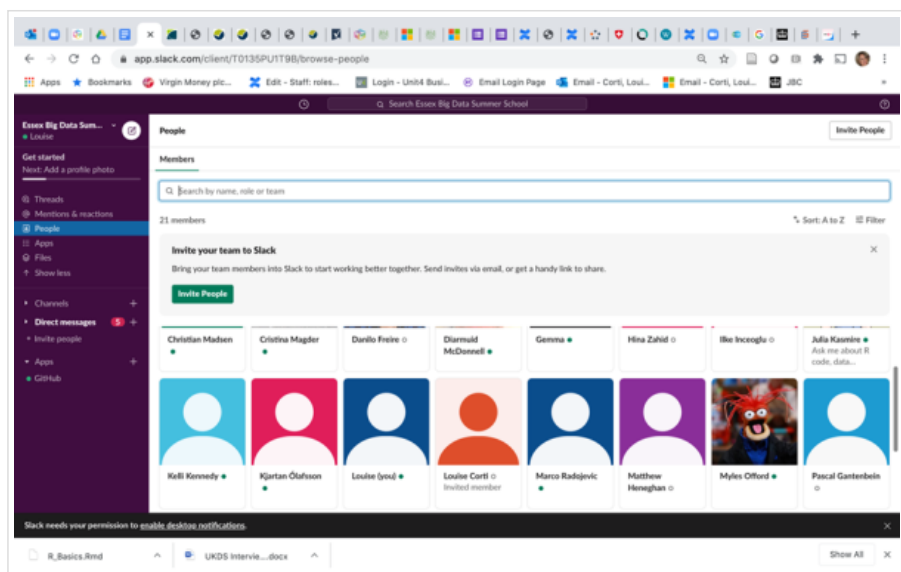 app.slack.com/client/T0135PU1T9B/browse-people
Apps Bookmarks Virgin Money plc... Edit - Staff: roles... Login - Unit4 Busi... Email Login Page Email - Corti, Loui... Email - Corti, Loui... JBC
Search Essex Big Data Summer School
Essex Big Data Sum...
Louise
People
Invite People
Get started
Next: Add a profile photo
Members
Search by name, role or team
Threads
Mentions & reactions
People
Apps
Files
Show less
21 members
Sort: A to Z Filter
Invite your team to Slack
Bring your team members into Slack to start working better together. Send invites via email, or get a handy link to share.
Invite People
Channels +
Direct messages 5 +
+ Invite people
Apps +
GitHub
Christian Madsen
Cristina Magder
Danilo Freire
Diarmuid
McDonnell
Gemma
Hina Zahid
Ilke Inceoglu
Julia Kasmire
Ask me about R
code, data...
Kelli Kennedy
Kjartan Ólafsson
Louise (you)
Louise Corti
Invited member
Marco Radojevic
Matthew
Heneghan
Myles Offord
Pascal Gantenbein
Slack needs your permission to enable desktop notifications.
R_Basics.Rmd
UKDS Intervie....docx
Show All